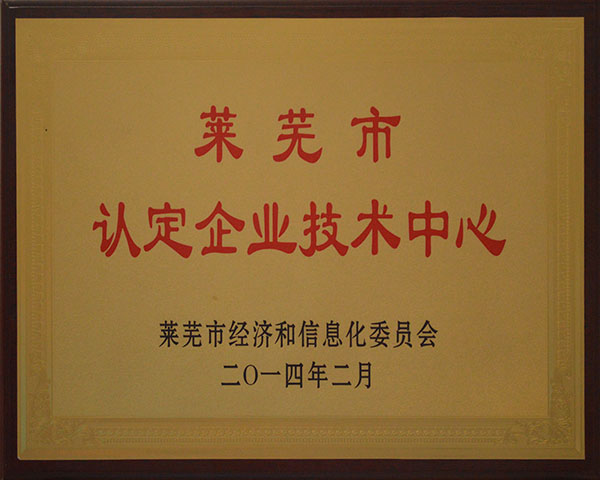 莱芜市
认定企业技术中心
莱芜市经济和信息化委员会
二〇一四年二月